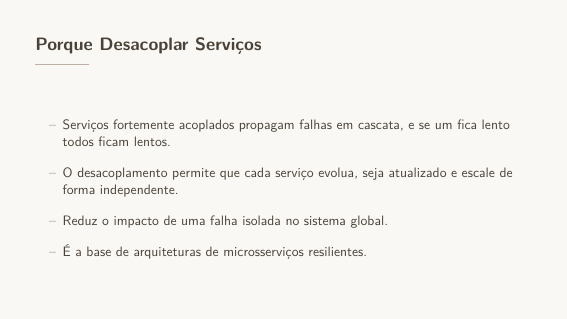 Porque Desacoplar Serviços
– Serviços fortemente acoplados propagam falhas em cascata, e se um fica lento
todos ficam lentos.
– O desacoplamento permite que cada serviço evolua, seja atualizado e escale de
forma independente.
– Reduz o impacto de uma falha isolada no sistema global.
– É a base de arquiteturas de microsserviços resilientes.